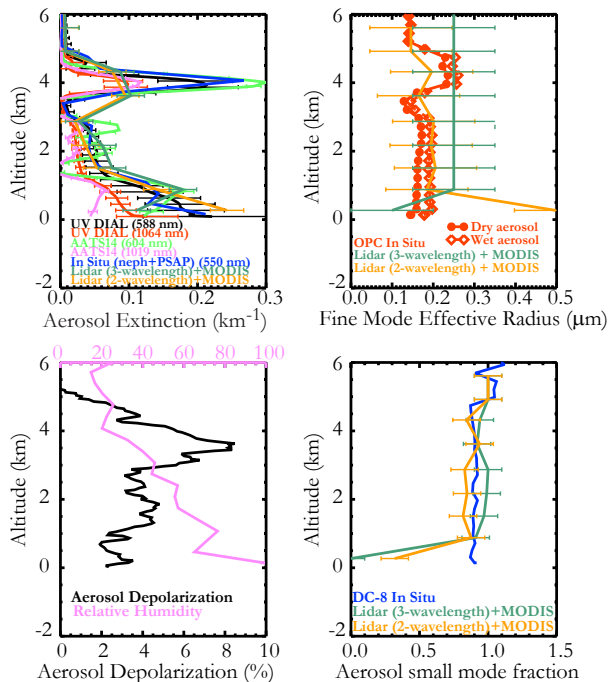 6
4
2
0
-2
Altitude (km)
UV DIAL (588 nm)
UV DIAL (1064 nm)
AATS14 (604 nm)
AATS14 (1019 nm)
In Situ (neph+PSAP) (550 nm)
Lidar (3-wavelength)+MODIS
Lidar (2-wavelength)+MODIS
0.0 0.1 0.2 0.3
Aerosol Extinction (km-1)
6
4
2
0
-2
Altitude (km)
Dry aerosol
OPC In Situ Wet aerosol
Lidar (3-wavelength) + MODIS
Lidar (2-wavelength) + MODIS
0.0 0.1 0.2 0.3 0.4 0.5
Fine Mode Effective Radius (μm)
0 20 40 60 80 100
6
4
2
0
-2
Altitude (km)
Aerosol Depolarization
Relative Humidity
0 2 4 6 8 10
Aerosol Depolarization (%)
6
4
2
0
-2
Altitude (km)
DC-8 In Situ
Lidar (3-wavelength)+MODIS
Lidar (2-wavelength)+MODIS
0.0 0.5 1.0 1.5
Aerosol small mode fraction